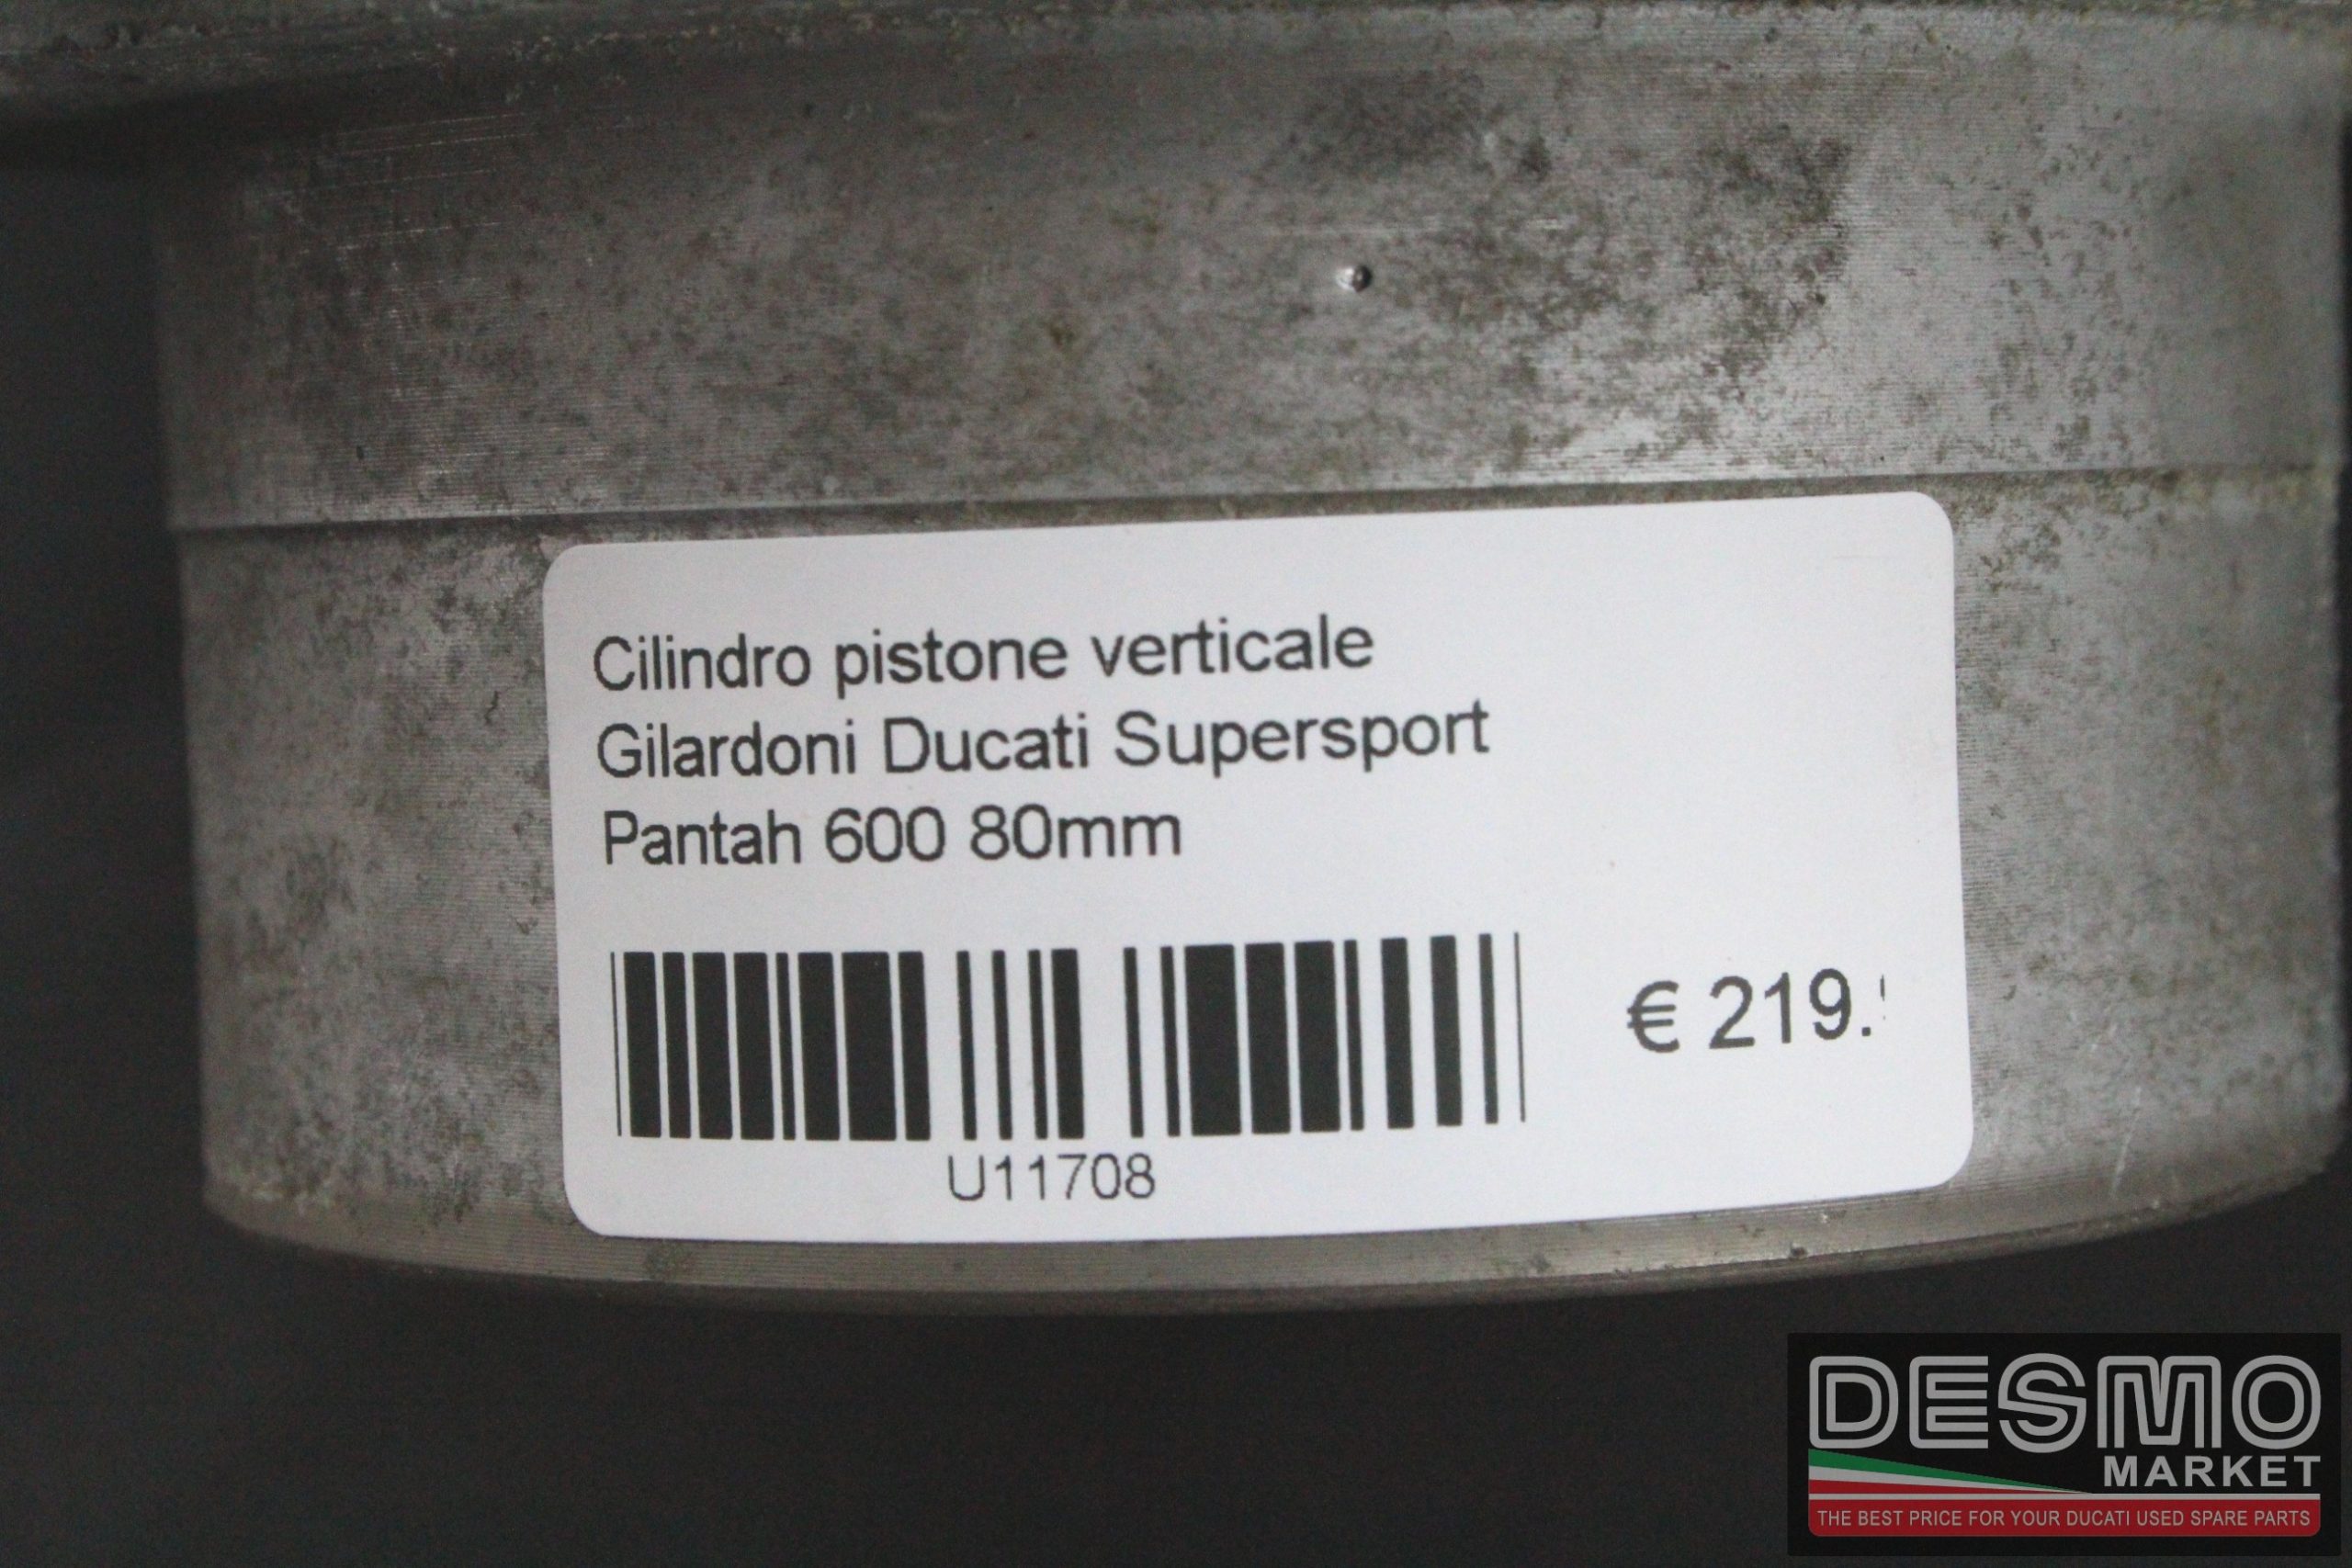 Cilindro pistone verticale
Gilardoni Ducati Supersport
Pantah 600 80mm
€ 219.
U11708
DESMO
MARKET
THE BEST PRICE FOR YOUR DUCATI USED SPARE PARTS